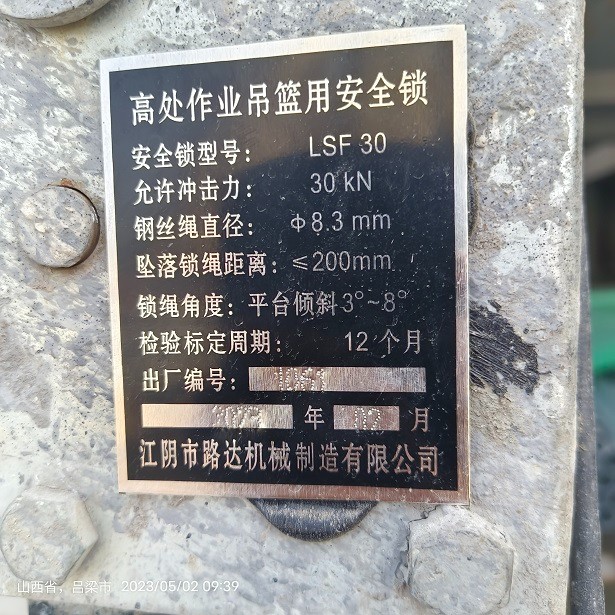 高处作业吊篮用安全锁
安全锁型号: LSF 30
允许冲击力: 30 kN
钢丝绳直径: Φ8.3 mm
坠落锁绳距离: ≤200mm
锁绳角度: 平台倾斜3°~8°
检验标定周期: 12个月
出厂编号:
年 02 月
江阴市路达机械制造有限公司
山西省，吕梁市 2023/05/02 09:39